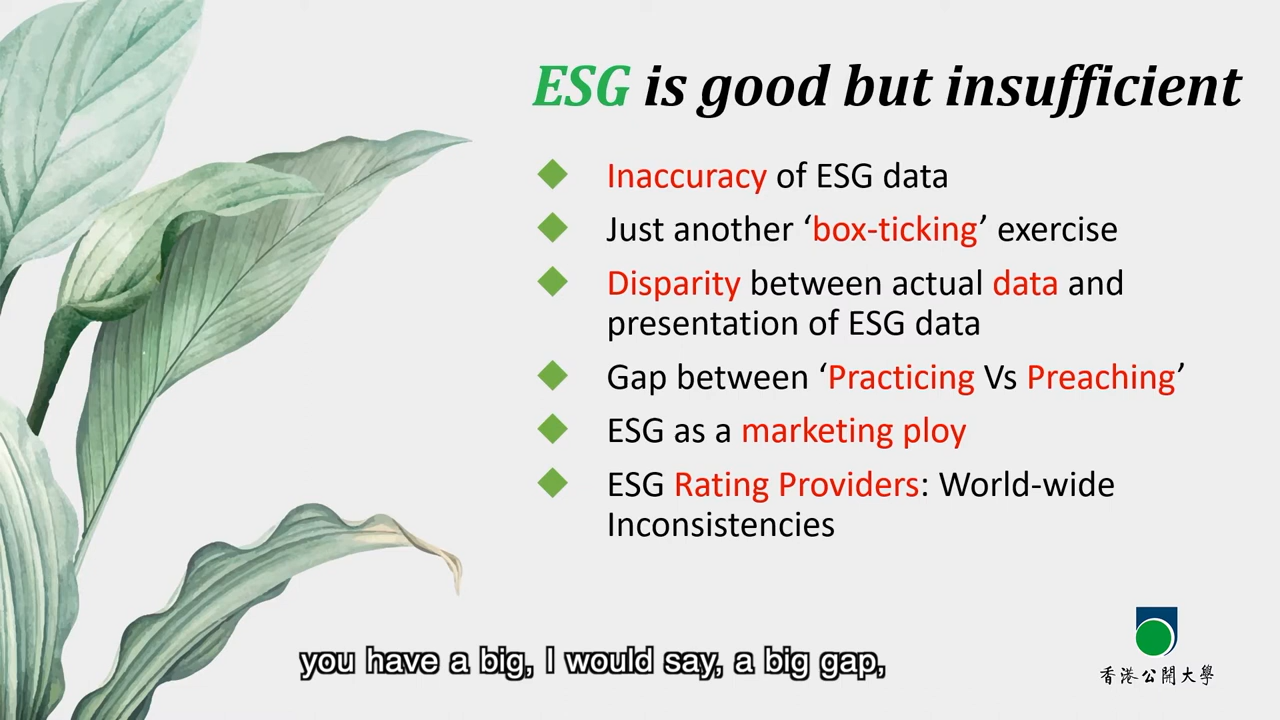 ESG is good but insufficient
Inaccuracy of ESG data
Just another ‘box-ticking’ exercise
Disparity between actual data and
presentation of ESG data
Gap between ‘Practicing Vs Preaching’
ESG as a marketing ploy
ESG Rating Providers: World-wide
Inconsistencies
you have a big, I would say, a big gap,
香港公開大學